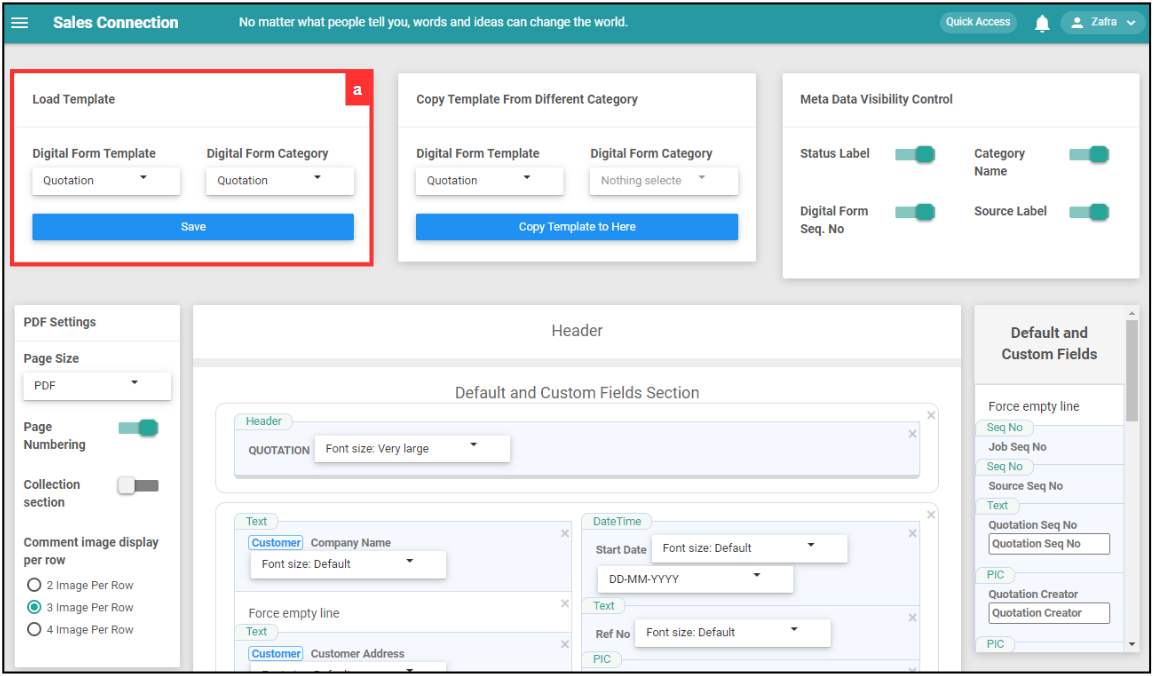 Sales Connection
No matter what people tell you, words and ideas can change the world.
Quick Access
Zafra
a
Load Template
Digital Form Template
Digital Form Category
Quotation
Quotation
Save
Copy Template From Different Category
Digital Form Template
Digital Form Category
Quotation
Nothing selecte
Copy Template to Here
Meta Data Visibility Control
Status Label
Category
Name
Digital Form
Seq. No
Source Label
PDF Settings
Page Size
PDF
Page
Numbering
Collection
section
Comment image display
per row
2 Image Per Row
3 Image Per Row
4 Image Per Row
Header
Default and Custom Fields Section
Header
QUOTATION
Font size: Very large
Text
Customer Company Name
Font size: Default
Force empty line
Text
Customer Customer Address
DateTime
Start Date
Font size: Default
DD-MM-YYYY
Text
Ref No
Font size: Default
PIC
Default and
Custom Fields
Force empty line
Seq No
Job Seq No
Seq No
Source Seq No
Text
Quotation Seq No
Quotation Seq No
PIC
Quotation Creator
Quotation Creator
PIC